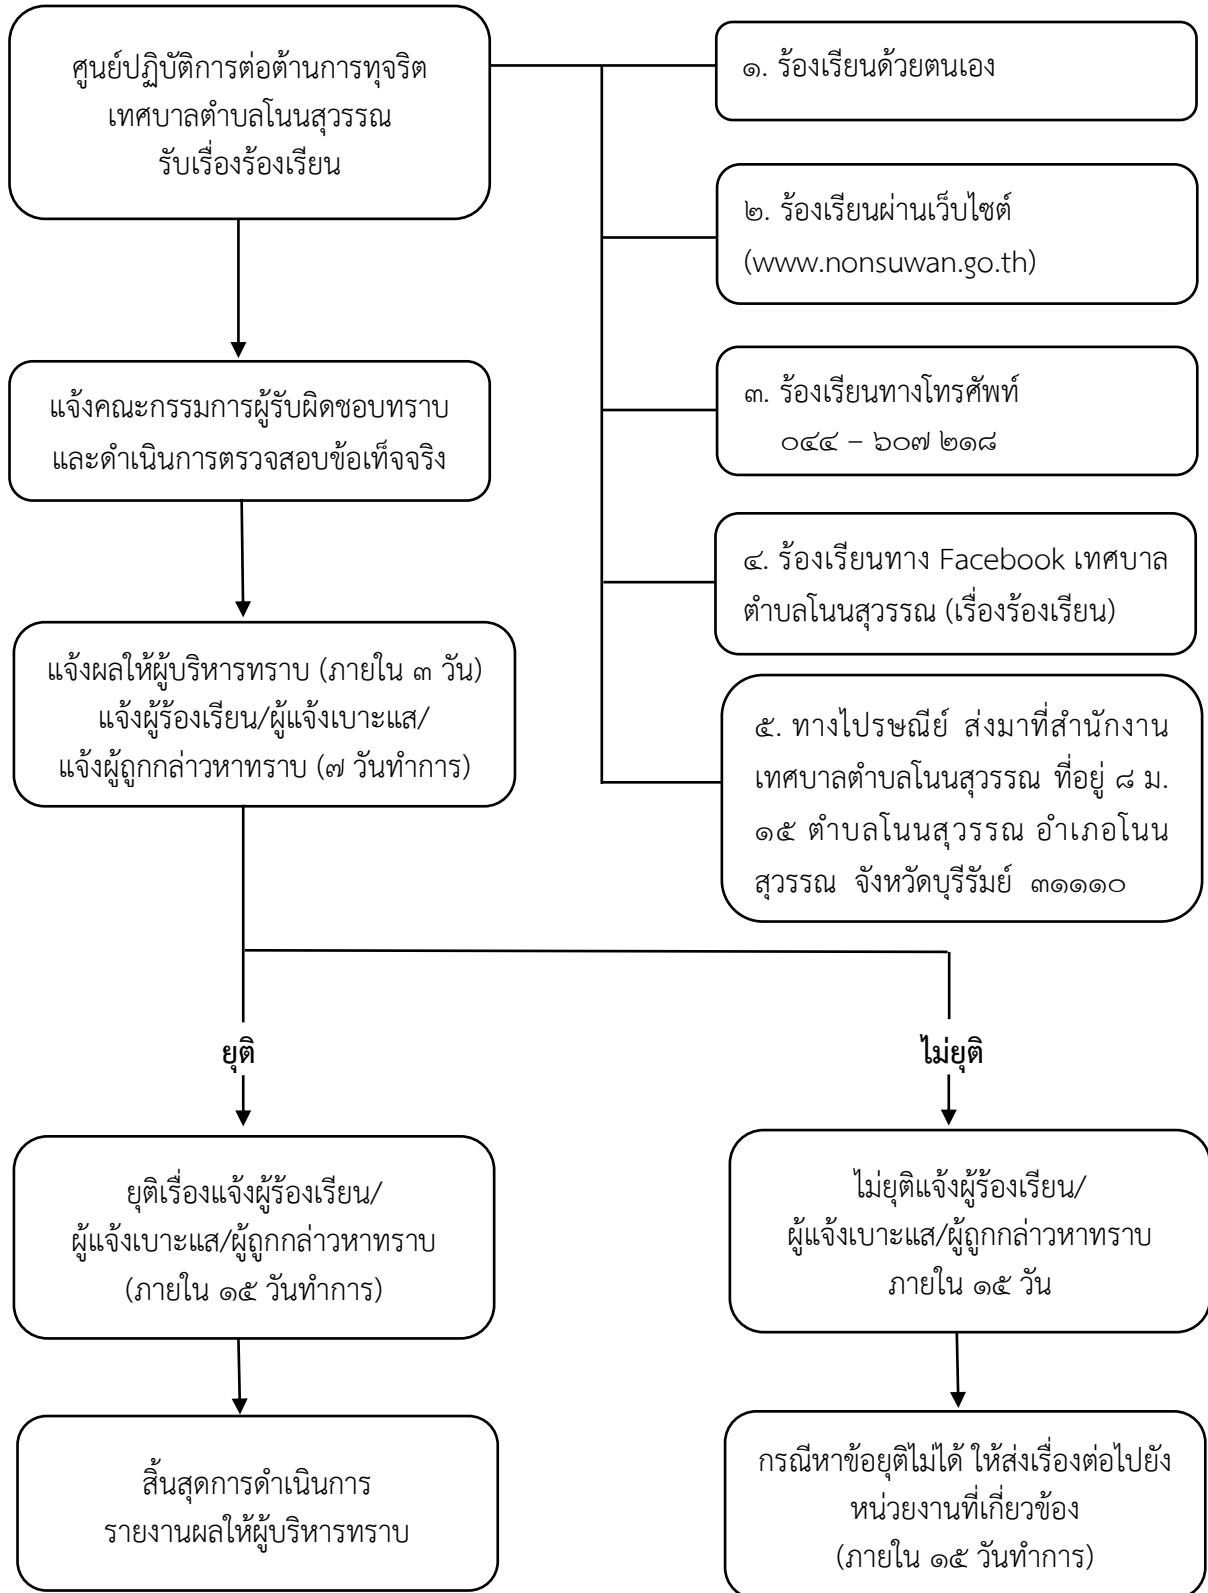 ศูนย์ปฏิบัติการต่อต้านการทุจริต
เทศบาลตำบลโนนสุวรรณ
รับเรื่องร้องเรียน
๑. ร้องเรียนด้วยตนเอง
๒. ร้องเรียนผ่านเว็บไซต์
(www.nonsuwan.go.th)
๓. ร้องเรียนทางโทรศัพท์
๐๔๔ – ๖๐๗ ๒๑๘
๔. ร้องเรียนทาง Facebook เทศบาล
ตำบลโนนสุวรรณ (เรื่องร้องเรียน)
๕. ทางไปรษณีย์ ส่งมาที่สำนักงาน
เทศบาลตำบลโนนสุวรรณ ที่อยู่ ๘ ม.
๑๕ ตำบลโนนสุวรรณ อำเภอโนน
สุวรรณ จังหวัดบุรีรัมย์ ๓๑๑๑๐
แจ้งคณะกรรมการผู้รับผิดชอบทราบ
และดำเนินการตรวจสอบข้อเท็จจริง
แจ้งผลให้ผู้บริหารทราบ (ภายใน ๓ วัน)
แจ้งผู้ร้องเรียน/ผู้แจ้งเบาะแส/
แจ้งผู้ถูกกล่าวหาทราบ (๗ วันทำการ)
ยุติ
ไม่ยุติ
ยุติเรื่องแจ้งผู้ร้องเรียน/
ผู้แจ้งเบาะแส/ผู้ถูกกล่าวหาทราบ
(ภายใน ๑๕ วันทำการ)
ไม่ยุติแจ้งผู้ร้องเรียน/
ผู้แจ้งเบาะแส/ผู้ถูกกล่าวหาทราบ
ภายใน ๑๕ วัน
สิ้นสุดการดำเนินการ
รายงานผลให้ผู้บริหารทราบ
กรณีหาข้อยุติไม่ได้ ให้ส่งเรื่องต่อไปยัง
หน่วยงานที่เกี่ยวข้อง
(ภายใน ๑๕ วันทำการ)